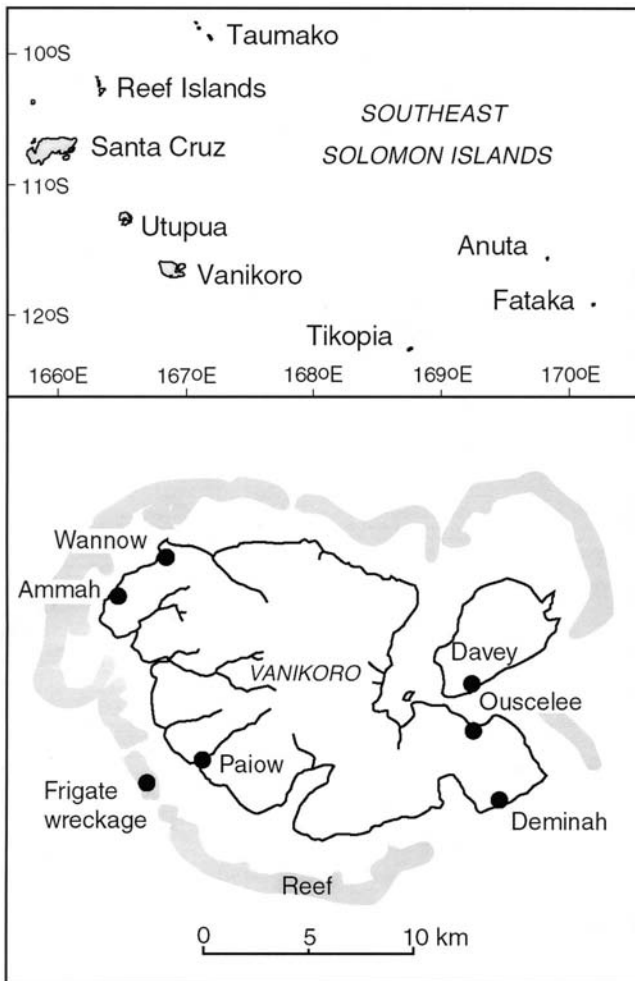 Taumako
10OS
Reef Islands
SOUTHEAST
Santa Cruz
SOLOMON ISLANDS
11OS
Utupua
Anuta
Vanikoro
Fataka
12OS
Tikopia
166OE 167OE 168OE 169OE 170OE
Wannow
Ammah
Davey
VANIKORO
Ouscelee
Paiow
Frigate
wreckage
Deminah
Reef
0 5 10 km